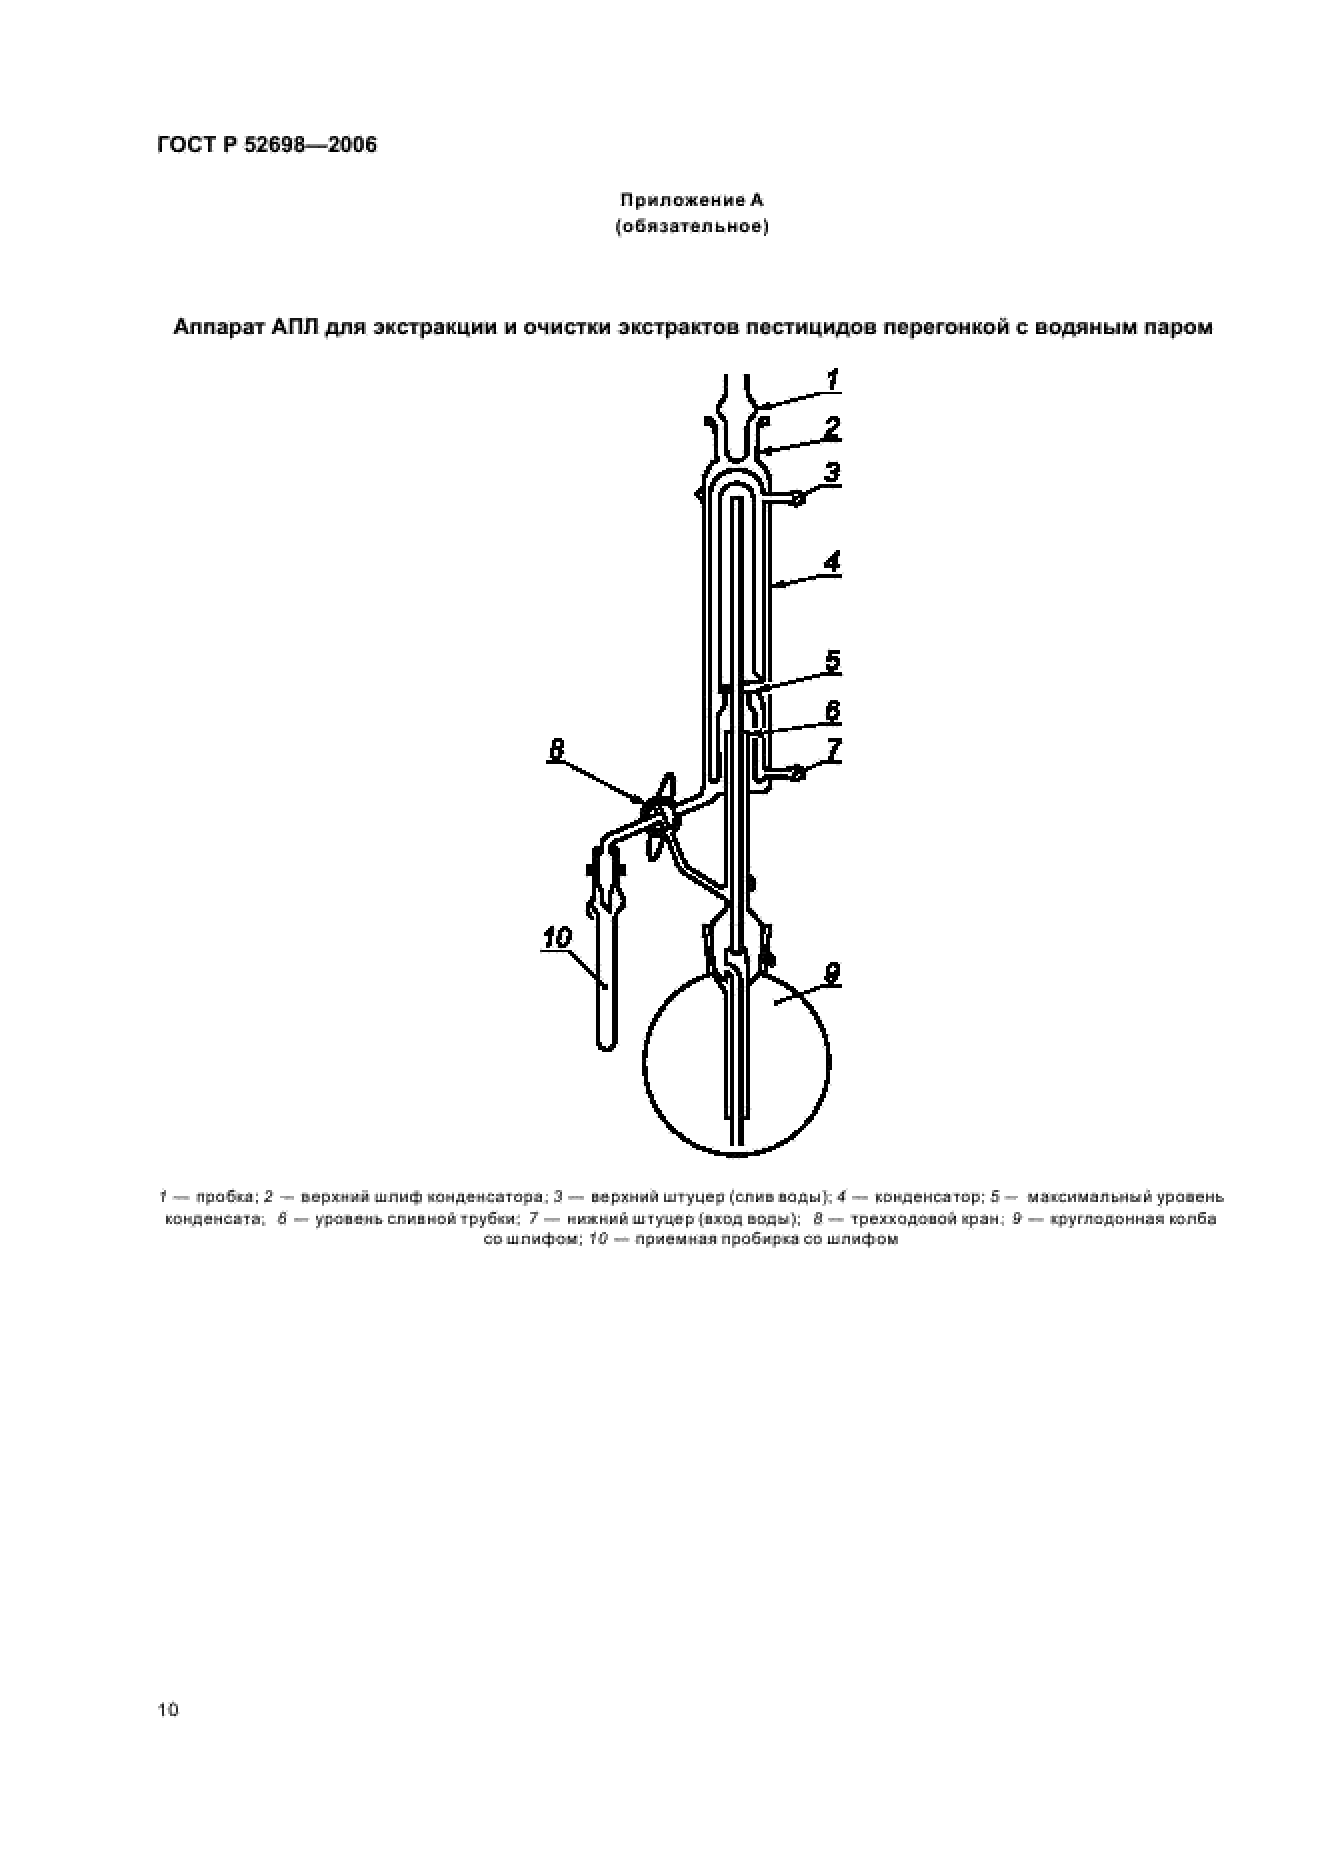 ГОСТ Р 52698—2006
Приложение А
(обязательное)
Аппарат АПЛ для экстракции и очистки экстрактов пестицидов перегонкой с водяным паром
1
2
3
4
5
6
7
8
9
10
1 — пробка; 2 — верхний шлиф конденсатора; 3 — верхний штуцер (слив воды); 4 — конденсатор; 5 — максимальный уровень
конденсата; 6 — уровень сливной трубки; 7 — нижний штуцер (вход воды); 8 — трехходовой кран; 9 — круглодонная колба
со шлифом; 10 — приемная пробирка со шлифом
10